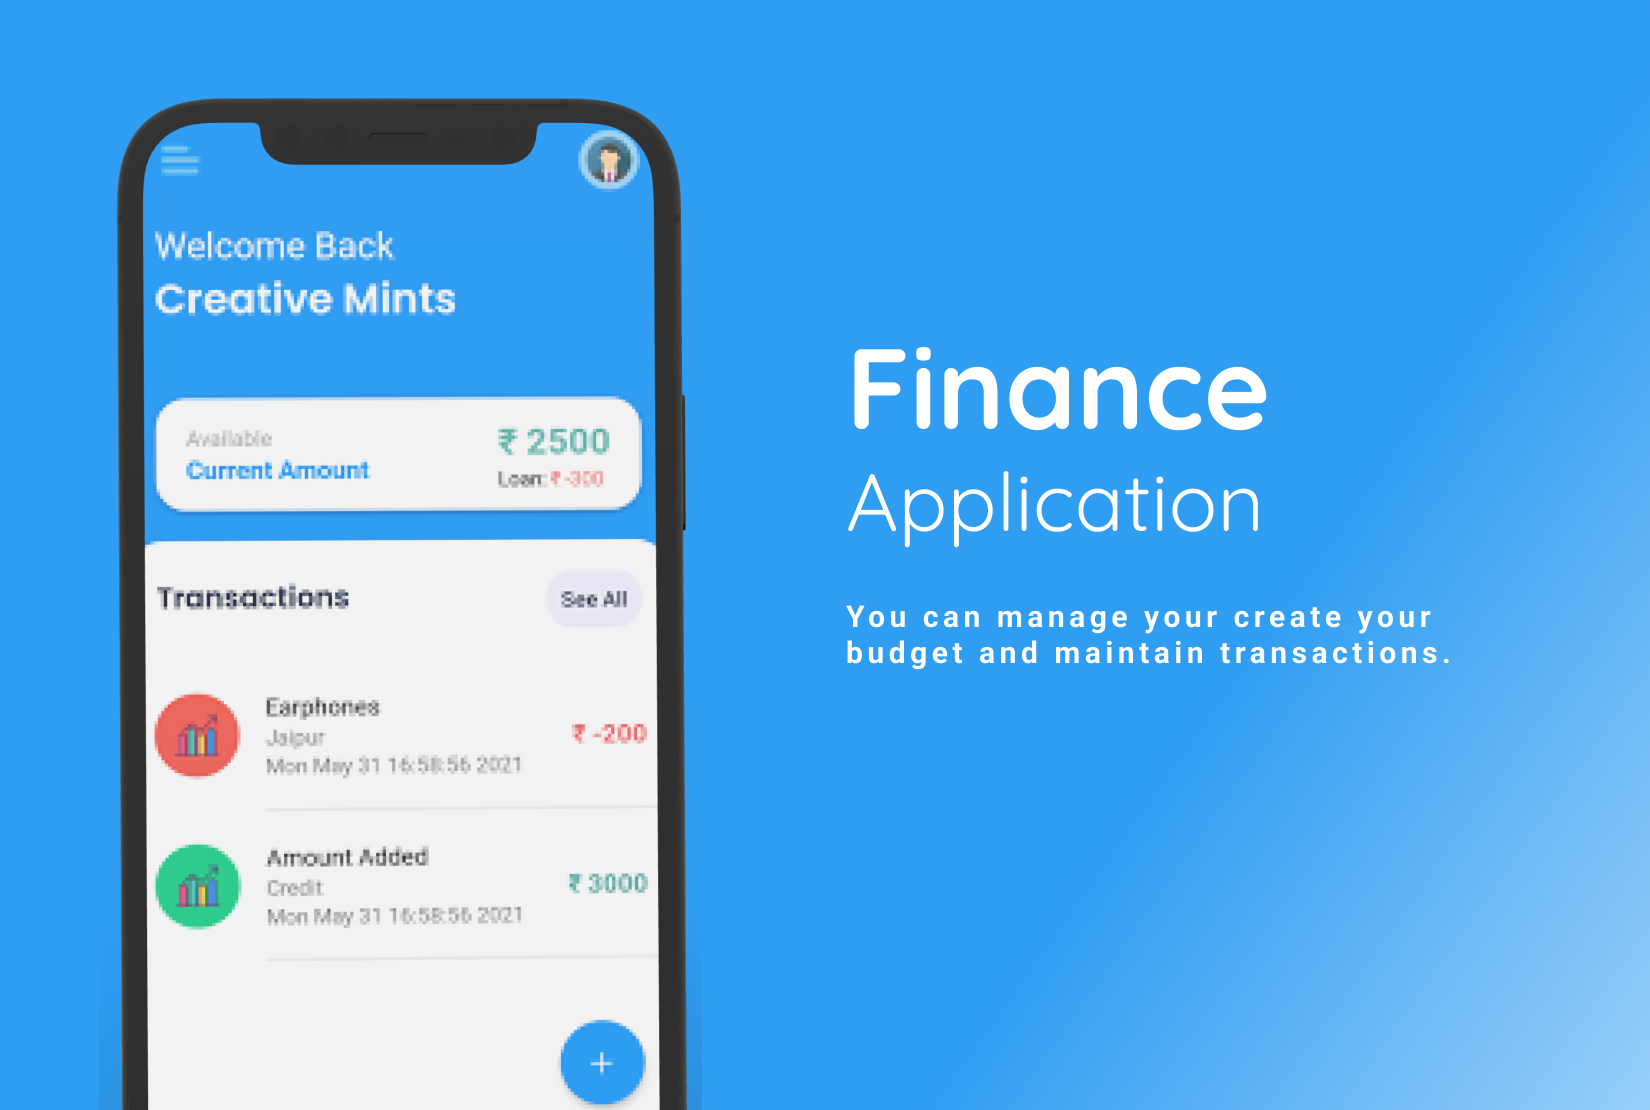 Welcome Back
Creative Mints
Available
Current Amount
₹ 2500
Loan: ₹ -300
Transactions
See All
Earphones
Jaipur
Mon May 31 16:58:56 2021
₹ -200
Amount Added
Credit
Mon May 31 16:58:56 2021
₹ 3000
+
Finance
Application
You can manage your create your
budget and maintain transactions.